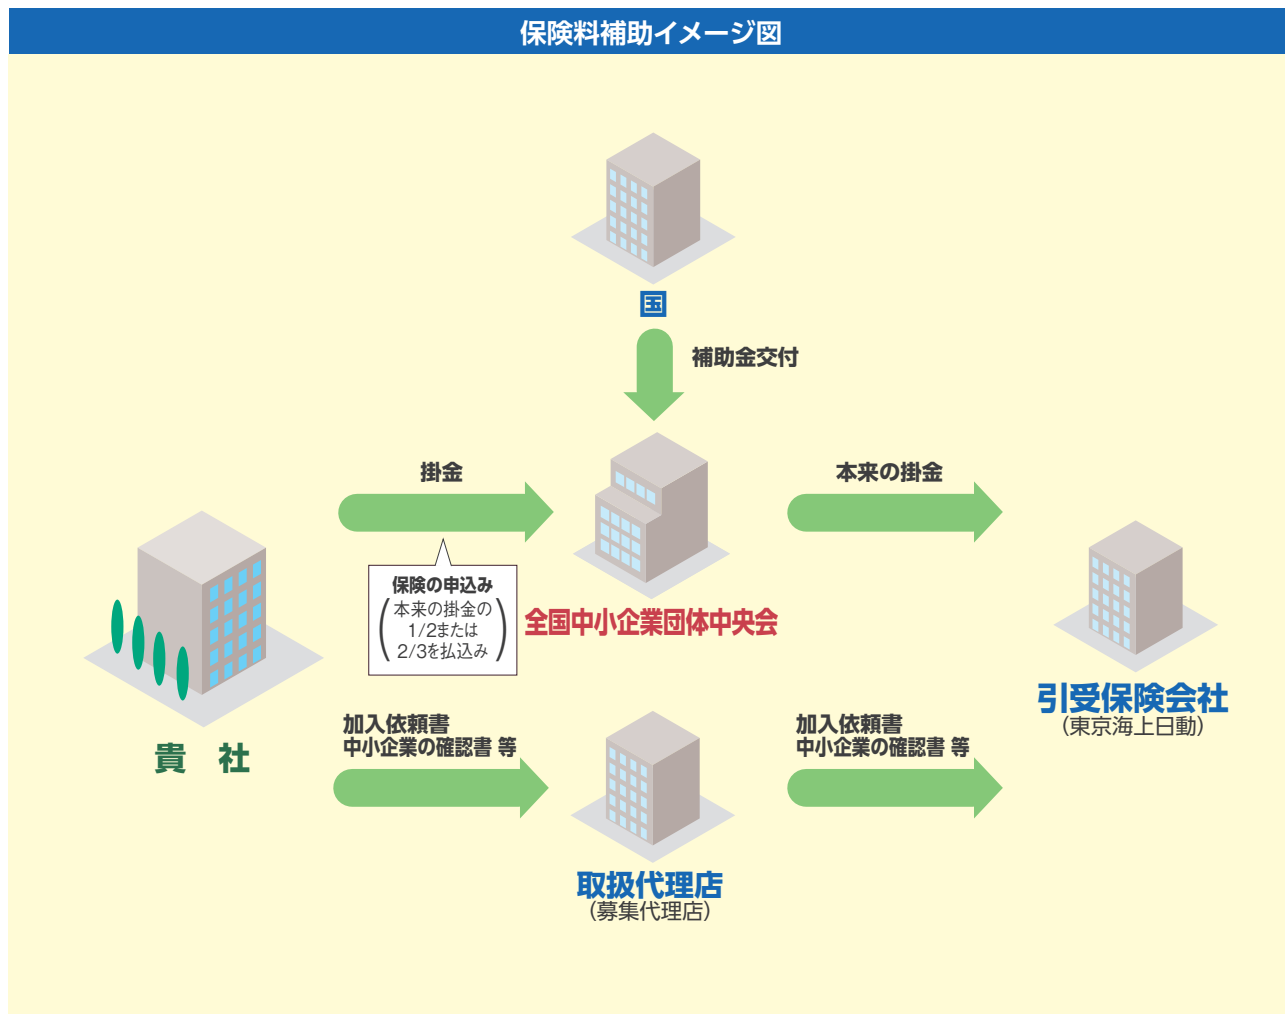 保険料補助イメージ図
国
補助金交付
掛金
本来の掛金
保険の申込み
(本来の掛金の
1/2または
2/3を払込み)
全国中小企業団体中央会
引受保険会社
(東京海上日動)
貴 社
加入依頼書
中小企業の確認書 等
加入依頼書
中小企業の確認書 等
取扱代理店
(募集代理店)